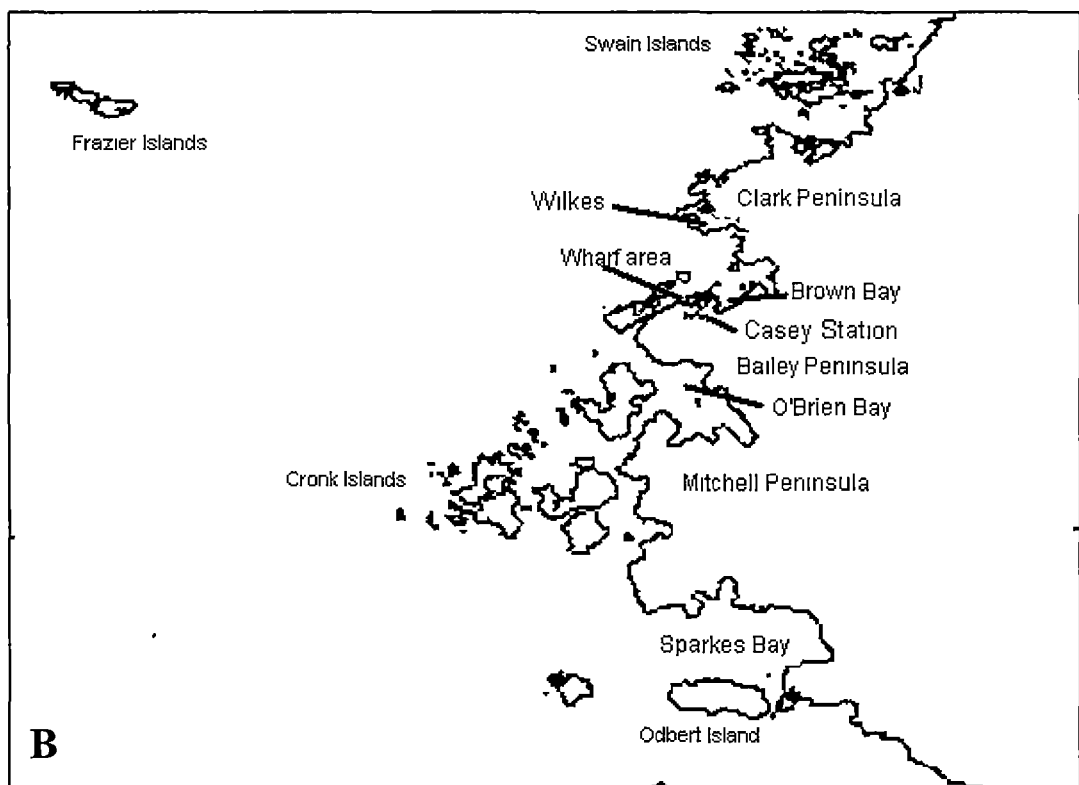 Swain Islands
Frazier Islands
Clark Peninsula
Wilkes
Wharf area
Brown Bay
Casey Station
Bailey Peninsula
O'Brien Bay
Cronk Islands
Mitchell Peninsula
Sparkes Bay
Odbert Island
B